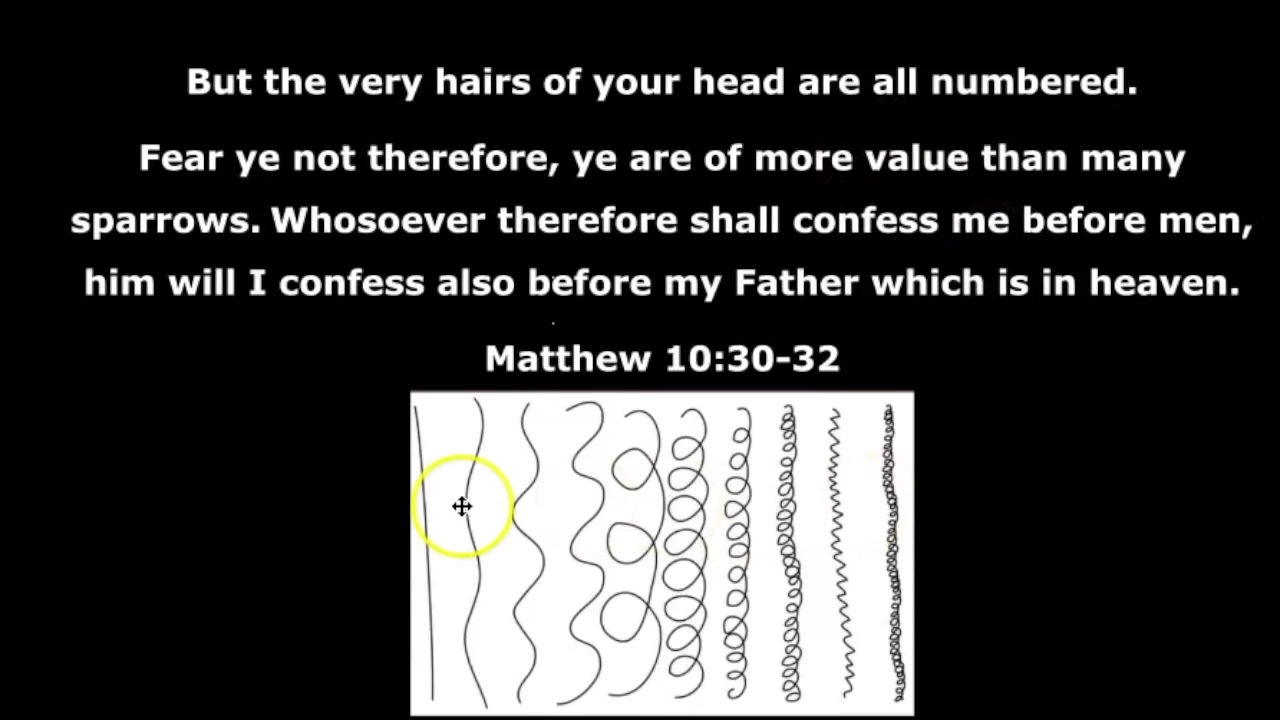 But the very hairs of your head are all numbered.
Fear ye not therefore, ye are of more value than many
sparrows. Whosoever therefore shall confess me before men,
him will I confess also before my Father which is in heaven.
Matthew 10:30-32